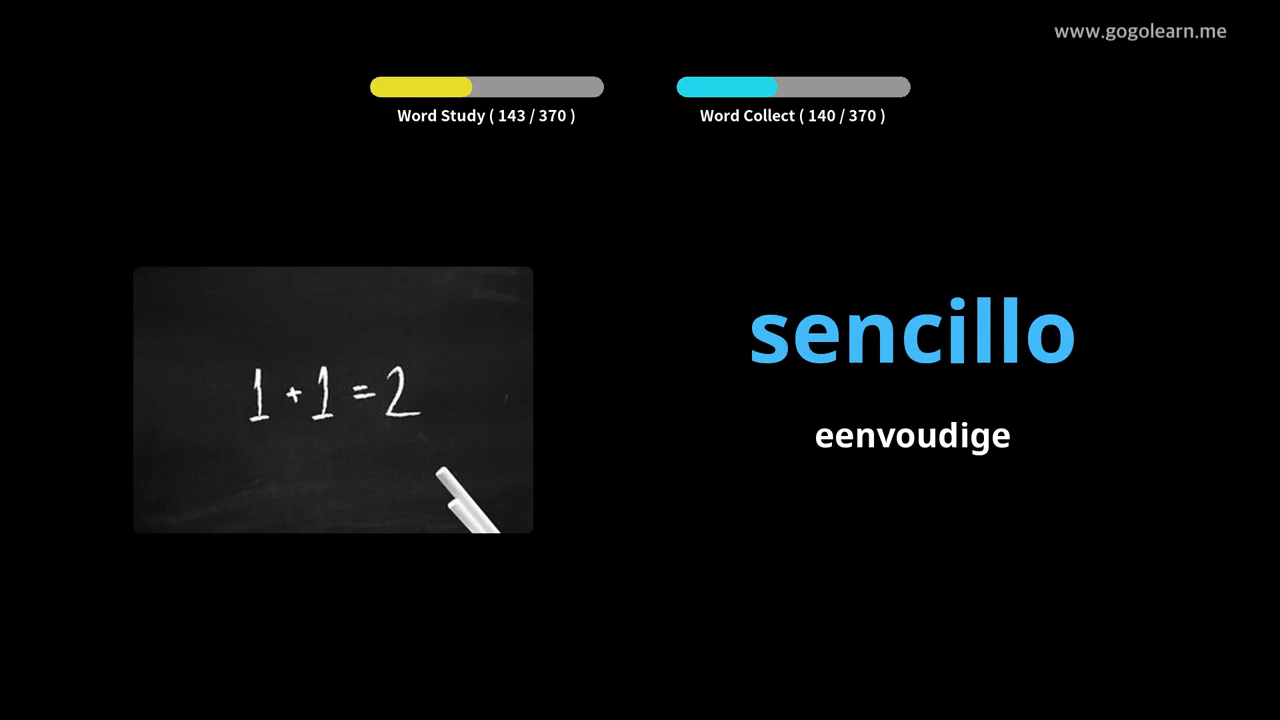 www.gogolearn.me
Word Study ( 143 / 370 )
Word Collect ( 140 / 370 )
1 + 1 = 2
sencillo
eenvoudige